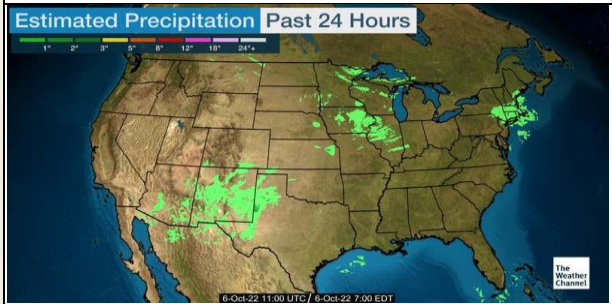 Estimated Precipitation Past 24 Hours
1" 2" 3" 5" 8" 12" 18" 24"+
The
Weather
Channel
6-Oct-22 11:00 UTC / 6-Oct-22 7:00 EDT